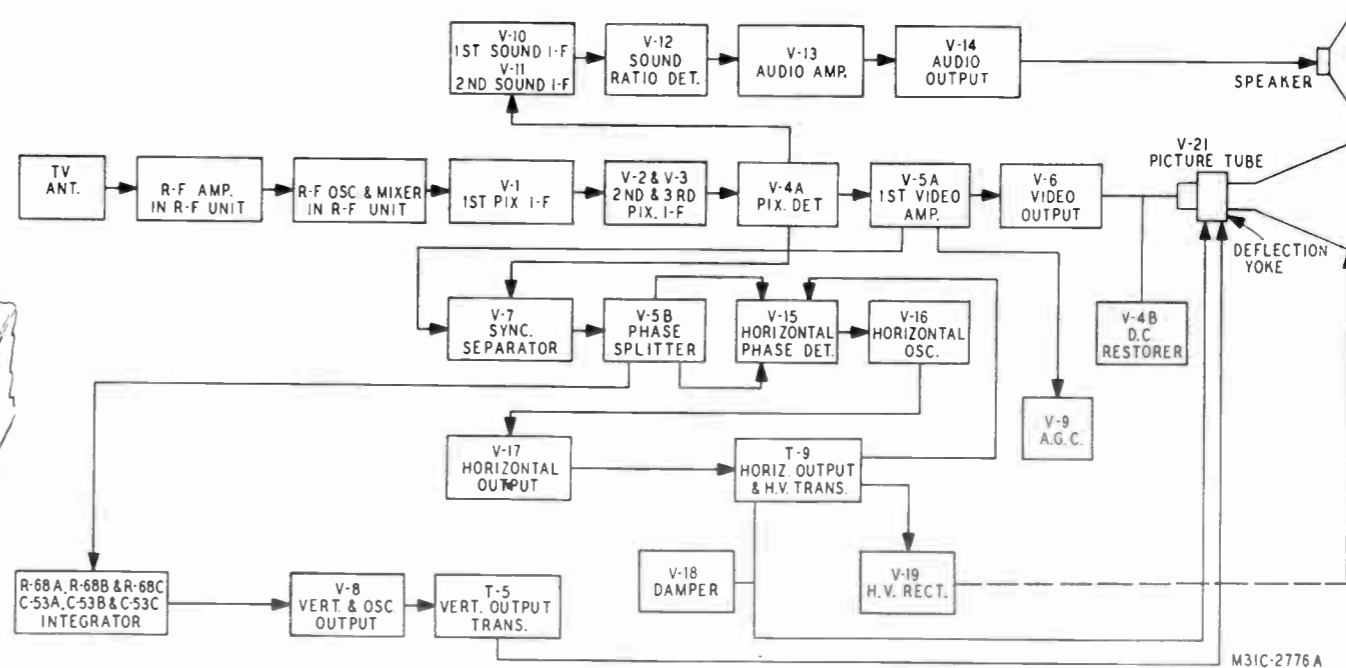 V-10
1ST SOUND I-F
V-11
2ND SOUND I-F
V-12
SOUND
RATIO DET.
V-13
AUDIO AMP.
V-14
AUDIO
OUTPUT
SPEAKER
TV
ANT.
R-F AMP.
IN R-F UNIT
R-F OSC & MIXER
IN R-F UNIT
V-1
1ST PIX I-F
V-2 & V-3
2ND & 3RD
PIX. I-F
V-4A
PIX. DET
V-5A
1ST VIDEO
AMP.
V-6
VIDEO
OUTPUT
V-21
PICTURE TUBE
DEFLECTION
YOKE
V-7
SYNC.
SEPARATOR
V-5B
PHASE
SPLITTER
V-15
HORIZONTAL
PHASE DET.
V-16
HORIZONTAL
OSC.
V-4B
D.C.
RESTORER
V-9
A.G.C.
V-17
HORIZONTAL
OUTPUT
T-9
HORIZ. OUTPUT
& H.V. TRANS.
R-68A, R-68B & R-68C
C-53A, C-53B & C-53C
INTEGRATOR
V-8
VERT. & OSC.
OUTPUT
T-5
VERT. OUTPUT
TRANS.
V-18
DAMPER
V-19
H.V. RECT.
M31C-2776A